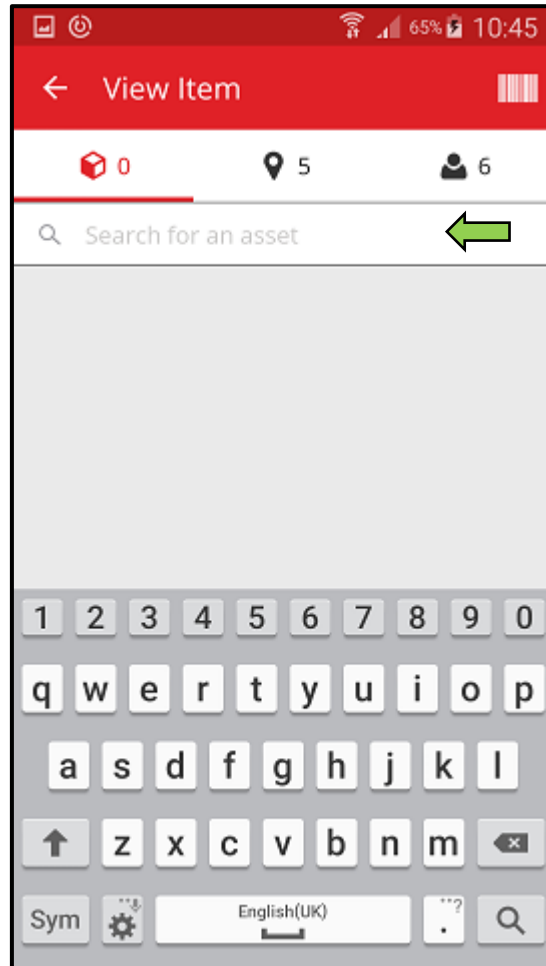 65% 10:45
View Item
0 5 6
Search for an asset
1 2 3 4 5 6 7 8 9 0
q w e r t y u i o p
a s d f g h j k l
z x c v b n m
Sym English(UK) . ?